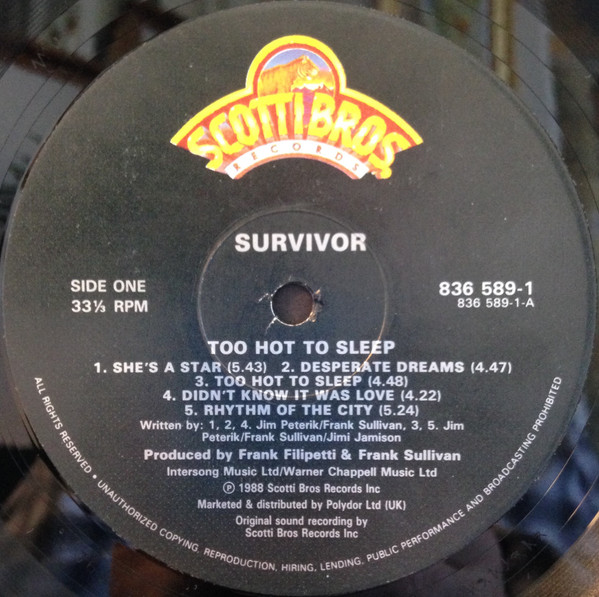 SCOTTI BROS.
RECORDS
SURVIVOR
SIDE ONE
33⅓ RPM
836 589-1
836 589-1-A
TOO HOT TO SLEEP
1. SHE'S A STAR (5.43) 2. DESPERATE DREAMS (4.47)
3. TOO HOT TO SLEEP (4.48)
4. DIDN'T KNOW IT WAS LOVE (4.22)
5. RHYTHM OF THE CITY (5.24)
Written by: 1, 2, 4. Jim Peterik/Frank Sullivan, 3, 5. Jim
Peterik/Frank Sullivan/Jimi Jamison
Produced by Frank Filipetti & Frank Sullivan
Intersong Music Ltd/Warner Chappell Music Ltd
℗ 1988 Scotti Bros Records Inc
Marketed & distributed by Polydor Ltd (UK)
Original sound recording by
Scotti Bros Records Inc
ALL RIGHTS RESERVED • UNAUTHORIZED COPYING, REPRODUCTION, HIRING, LENDING, PUBLIC PERFORMANCE AND BROADCASTING PROHIBITED